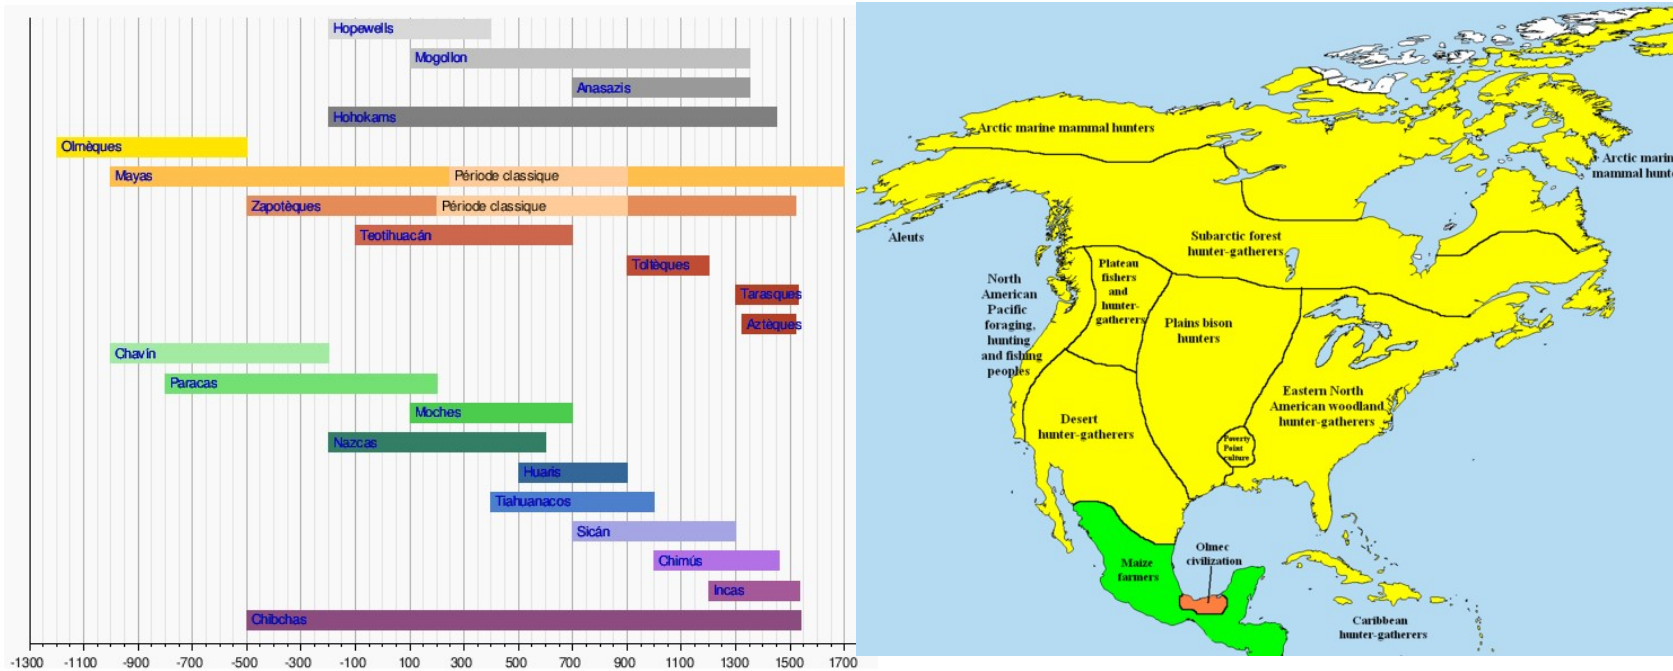 Hopewells
Mogollon
Anasazis
Hohokams
Olmèques
Mayas
Période classique
Zapotèques
Période classique
Teotihuacán
Toltèques
Tarasques
Aztèques
Chavín
Paracas
Moches
Nazcas
Huaris
Tiahuanacos
Sicán
Chimús
Incas
Chibchas
-1300 -1100 -900 -700 -500 -300 -100 100 300 500 700 900 1100 1300 1500 1700
Arctic marine mammal hunters
Arctic marin
mammal hunt
Aleuts
Subarctic forest
hunter-gatherers
North
American
Pacific
foraging,
hunting
and fishing
peoples
Plateau
fishers
and
hunter-
gatherers
Plains bison
hunters
Eastern North
American woodland
hunter-gatherers
Desert
hunter-gatherers
Poverty
Point
culture
Maize
farmers
Olmec
civilization
Caribbean
hunter-gatherers